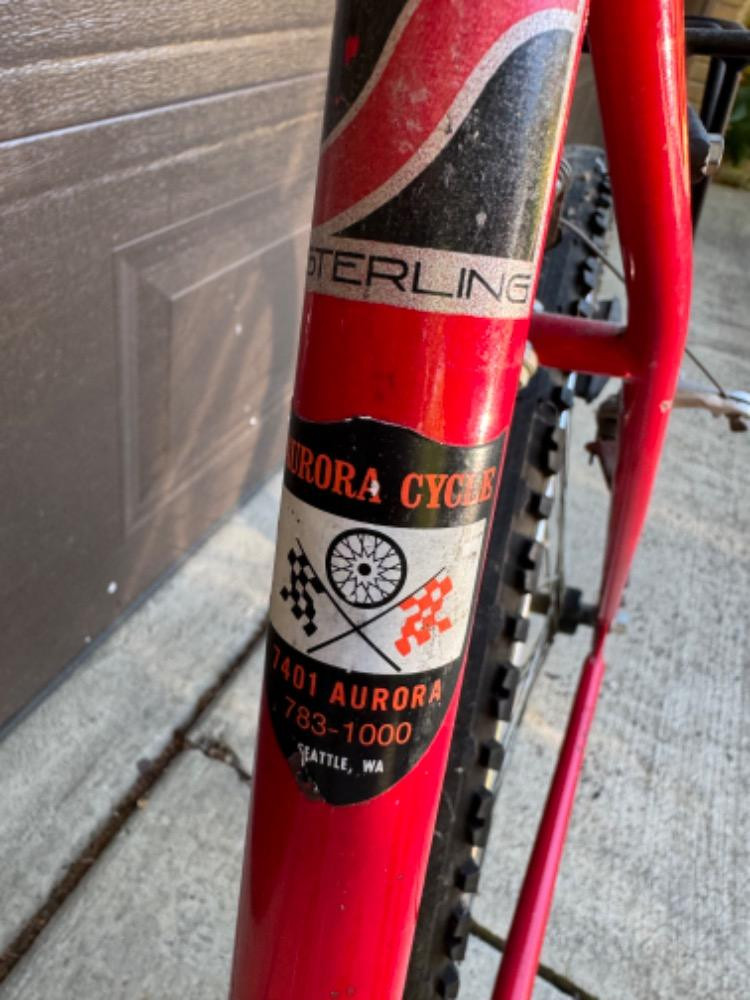 STERLING
AURORA CYCLE
7401 AURORA
783-1000
SEATTLE, WA